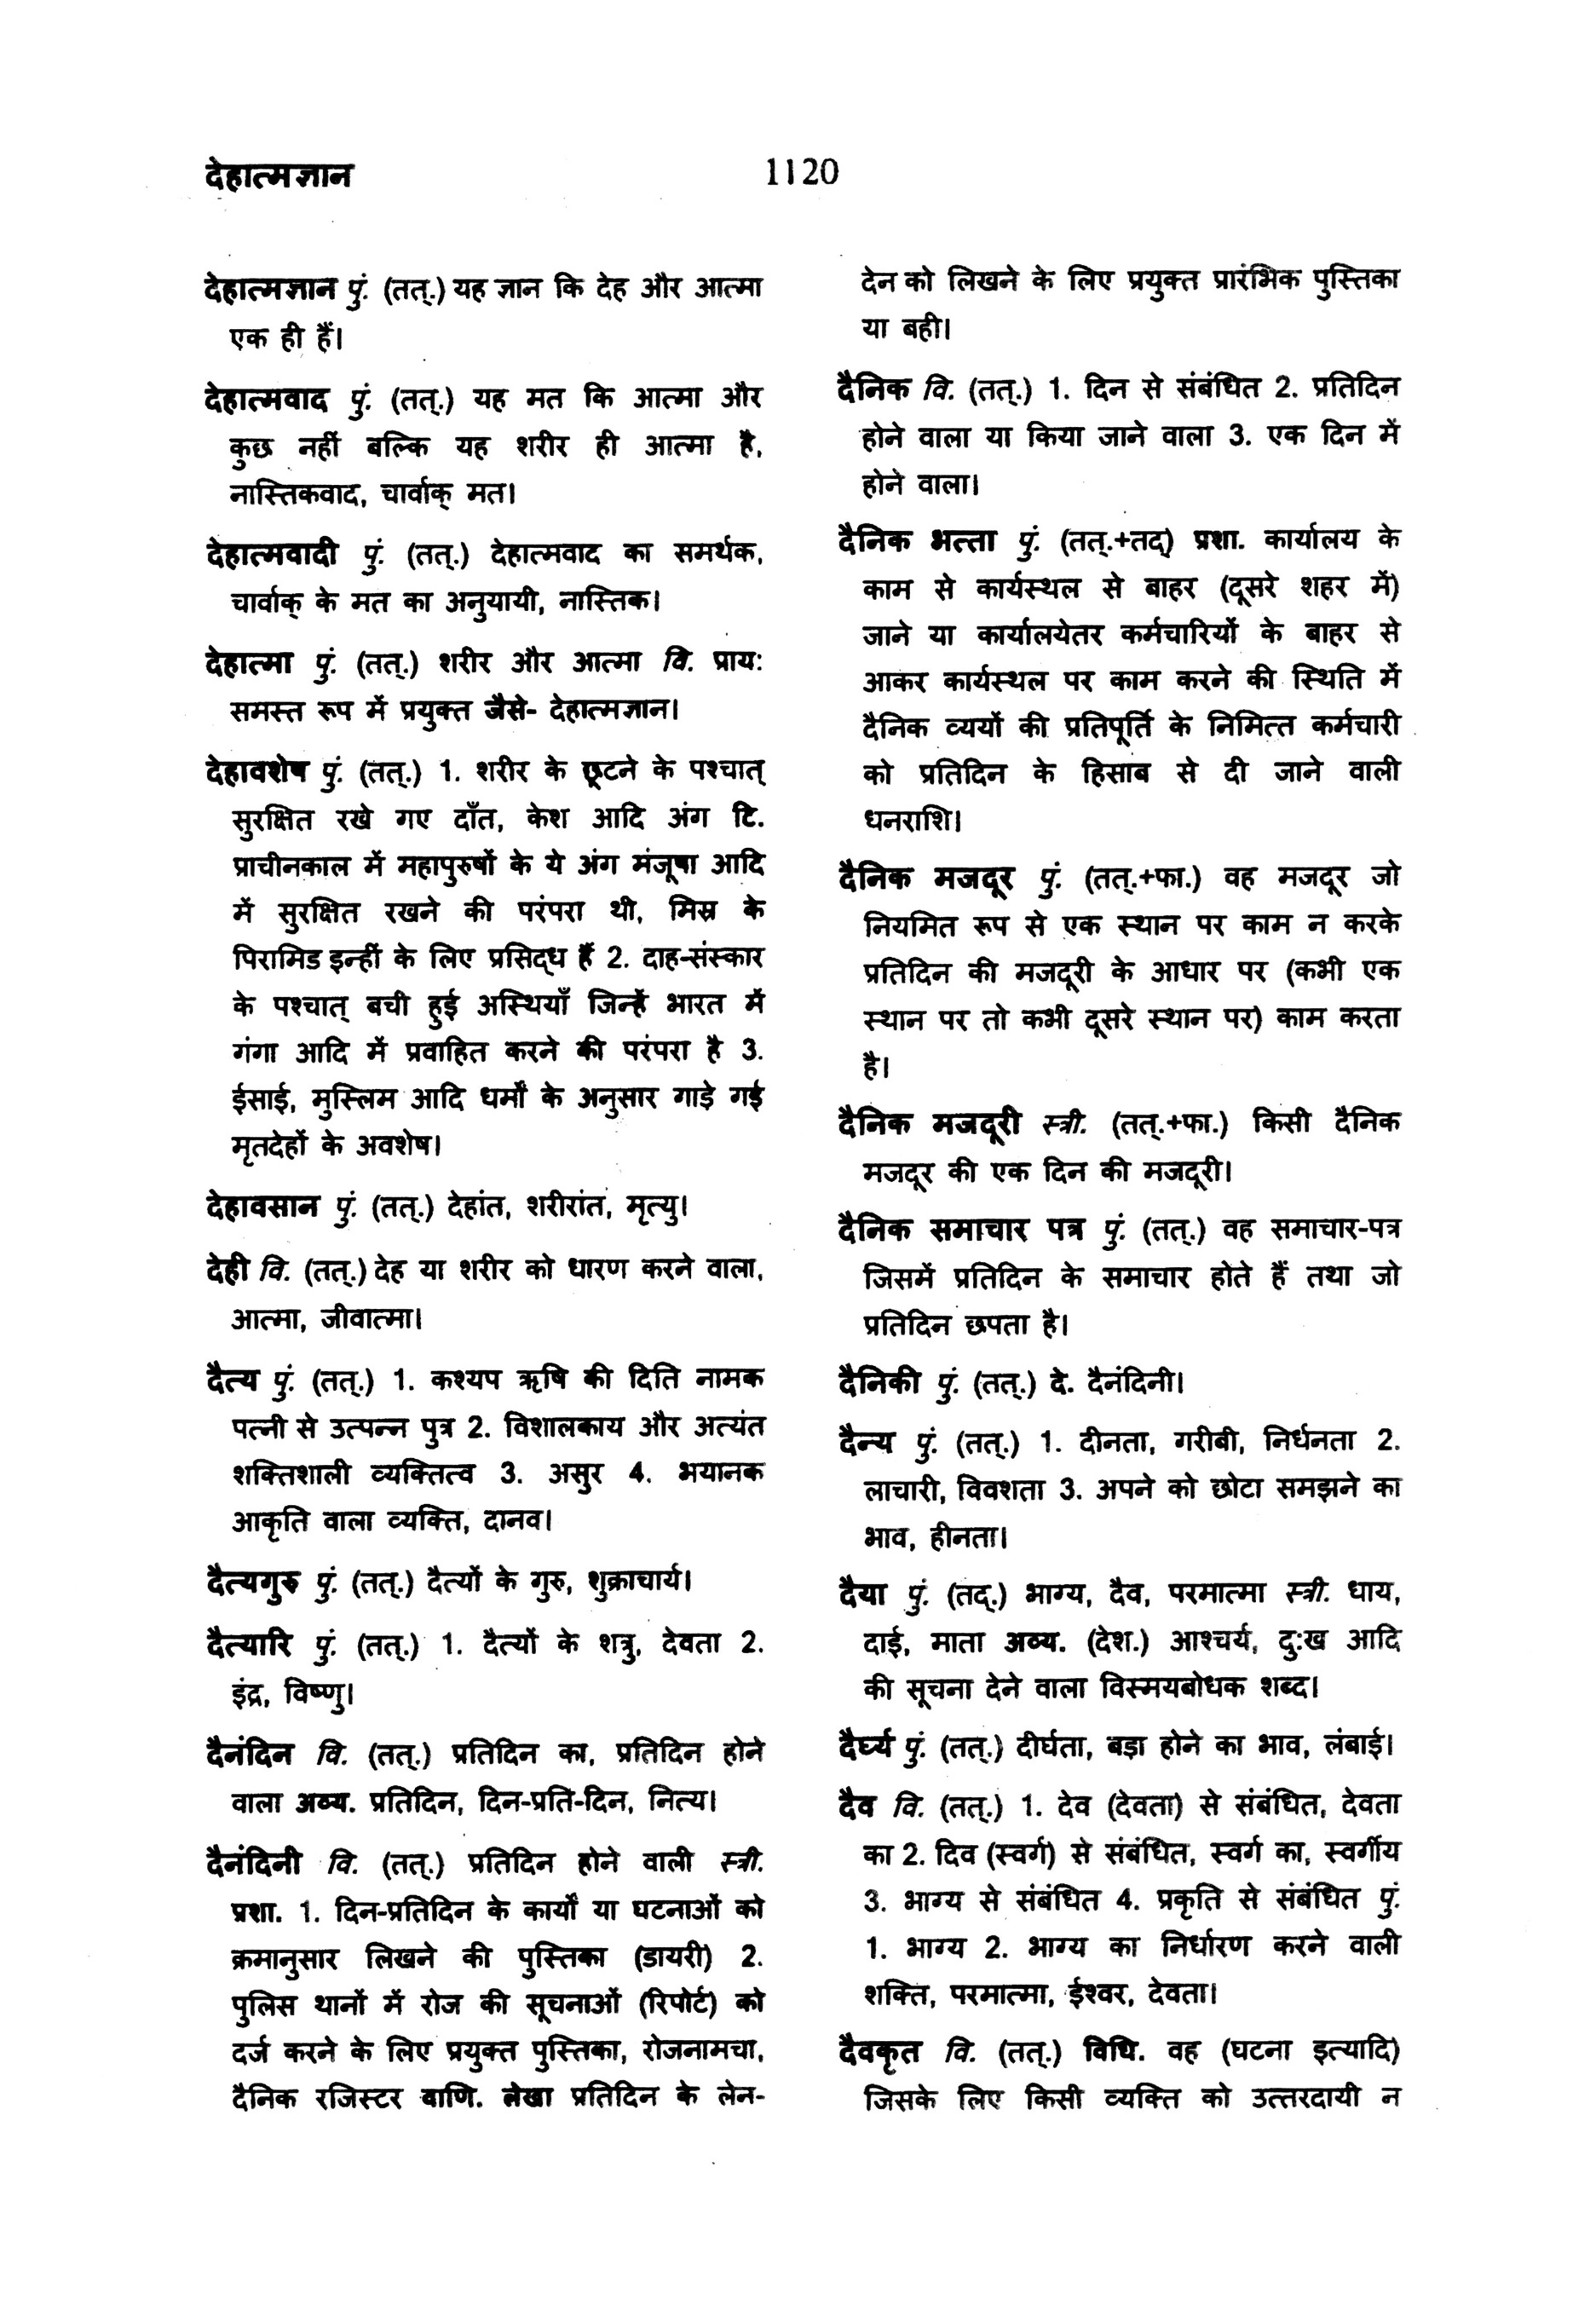 देहात्मज्ञान
1120
देहात्मज्ञान पुं. (तत्.) यह ज्ञान कि देह और आत्मा
एक ही हैं।
देहात्मवाद पुं. (तत्.) यह मत कि आत्मा और
कुछ नहीं बल्कि यह शरीर ही आत्मा है,
नास्तिकवाद, चार्वाक् मत।
देहात्मवादी पुं. (तत्.) देहात्मवाद का समर्थक,
चार्वाक् के मत का अनुयायी, नास्तिक।
देहात्मा पुं. (तत्.) शरीर और आत्मा वि. प्राय:
समस्त रूप में प्रयुक्त जैसे- देहात्मज्ञान।
देहावशेष पुं. (तत्.) 1. शरीर के छूटने के पश्चात्
सुरक्षित रखे गए दाँत, केश आदि अंग टि.
प्राचीनकाल में महापुरुषों के ये अंग मंजूषा आदि
में सुरक्षित रखने की परंपरा थी, मिस्र के
पिरामिड इन्हीं के लिए प्रसिद्ध हैं 2. दाह-संस्कार
के पश्चात् बची हुई अस्थियाँ जिन्हें भारत में
गंगा आदि में प्रवाहित करने की परंपरा है 3.
ईसाई, मुस्लिम आदि धर्मों के अनुसार गाड़े गई
मृतदेहों के अवशेष।
देहावसान पुं. (तत्.) देहांत, शरीरांत, मृत्यु।
देही वि. (तत्.) देह या शरीर को धारण करने वाला,
आत्मा, जीवात्मा।
दैत्य पुं. (तत्.) 1. कश्यप ऋषि की दिति नामक
पत्नी से उत्पन्न पुत्र 2. विशालकाय और अत्यंत
शक्तिशाली व्यक्तित्व 3. असुर 4. भयानक
आकृति वाला व्यक्ति, दानव।
दैत्यगुरु पुं. (तत्.) दैत्यों के गुरु, शुक्राचार्य।
दैत्यारि पुं. (तत्.) 1. दैत्यों के शत्रु, देवता 2.
इंद्र, विष्णु।
दैनंदिन वि. (तत्.) प्रतिदिन का, प्रतिदिन होने
वाला अव्य. प्रतिदिन, दिन-प्रति-दिन, नित्य।
दैनंदिनी वि. (तत्.) प्रतिदिन होने वाली स्त्री.
प्रशा. 1. दिन-प्रतिदिन के कार्यों या घटनाओं को
क्रमानुसार लिखने की पुस्तिका (डायरी) 2.
पुलिस थानों में रोज की सूचनाओं (रिपोर्ट) को
दर्ज करने के लिए प्रयुक्त पुस्तिका, रोजनामचा,
दैनिक रजिस्टर वाणि. लेखा प्रतिदिन के लेन-
देन को लिखने के लिए प्रयुक्त प्रारंभिक पुस्तिका
या बही।
दैनिक वि. (तत्.) 1. दिन से संबंधित 2. प्रतिदिन
होने वाला या किया जाने वाला 3. एक दिन में
होने वाला।
दैनिक भत्ता पुं. (तत्.+तद्) प्रशा. कार्यालय के
काम से कार्यस्थल से बाहर (दूसरे शहर में)
जाने या कार्यालयेतर कर्मचारियों के बाहर से
आकर कार्यस्थल पर काम करने की स्थिति में
दैनिक व्ययों की प्रतिपूर्ति के निमित्त कर्मचारी
को प्रतिदिन के हिसाब से दी जाने वाली
धनराशि।
दैनिक मजदूर पुं. (तत्.+फा.) वह मजदूर जो
नियमित रूप से एक स्थान पर काम न करके
प्रतिदिन की मजदूरी के आधार पर (कभी एक
स्थान पर तो कभी दूसरे स्थान पर) काम करता
है।
दैनिक मजदूरी स्त्री. (तत्.+फा.) किसी दैनिक
मजदूर की एक दिन की मजदूरी।
दैनिक समाचार पत्र पुं. (तत्.) वह समाचार-पत्र
जिसमें प्रतिदिन के समाचार होते हैं तथा जो
प्रतिदिन छपता है।
दैनिकी पुं. (तत्.) दे. दैनंदिनी।
दैन्य पुं. (तत्.) 1. दीनता, गरीबी, निर्धनता 2.
लाचारी, विवशता 3. अपने को छोटा समझने का
भाव, हीनता।
दैया पुं. (तद्.) भाग्य, दैव, परमात्मा स्त्री. धाय,
दाई, माता अव्य. (देश.) आश्चर्य, दु:ख आदि
की सूचना देने वाला विस्मयबोधक शब्द।
दैर्घ्य पुं. (तत्.) दीर्घता, बड़ा होने का भाव, लंबाई।
दैव वि. (तत्.) 1. देव (देवता) से संबंधित, देवता
का 2. दिव (स्वर्ग) से संबंधित, स्वर्ग का, स्वर्गीय
3. भाग्य से संबंधित 4. प्रकृति से संबंधित पुं.
1. भाग्य 2. भाग्य का निर्धारण करने वाली
शक्ति, परमात्मा, ईश्वर, देवता।
दैवकृत वि. (तत्.) विधि. वह (घटना इत्यादि)
जिसके लिए किसी व्यक्ति को उत्तरदायी न